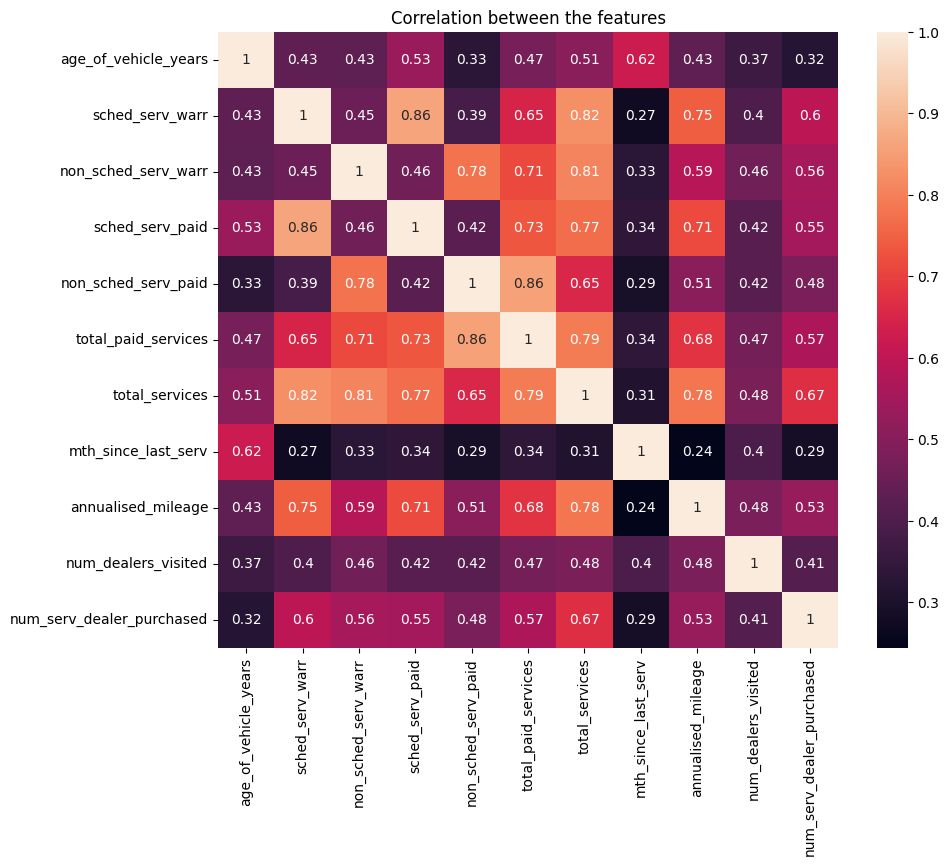 Correlation between the features
age_of_vehicle_years 1 0.43 0.43 0.53 0.33 0.47 0.51 0.62 0.43 0.37 0.32
sched_serv_warr 0.43 1 0.45 0.86 0.39 0.65 0.82 0.27 0.75 0.4 0.6
non_sched_serv_warr 0.43 0.45 1 0.46 0.78 0.71 0.81 0.33 0.59 0.46 0.56
sched_serv_paid 0.53 0.86 0.46 1 0.42 0.73 0.77 0.34 0.71 0.42 0.55
non_sched_serv_paid 0.33 0.39 0.78 0.42 1 0.86 0.65 0.29 0.51 0.42 0.48
total_paid_services 0.47 0.65 0.71 0.73 0.86 1 0.79 0.34 0.68 0.47 0.57
total_services 0.51 0.82 0.81 0.77 0.65 0.79 1 0.31 0.78 0.48 0.67
mth_since_last_serv 0.62 0.27 0.33 0.34 0.29 0.34 0.31 1 0.24 0.4 0.29
annualised_mileage 0.43 0.75 0.59 0.71 0.51 0.68 0.78 0.24 1 0.48 0.53
num_dealers_visited 0.37 0.4 0.46 0.42 0.42 0.47 0.48 0.4 0.48 1 0.41
num_serv_dealer_purchased 0.32 0.6 0.56 0.55 0.48 0.57 0.67 0.29 0.53 0.41 1
age_of_vehicle_years
sched_serv_warr
non_sched_serv_warr
sched_serv_paid
non_sched_serv_paid
total_paid_services
total_services
mth_since_last_serv
annualised_mileage
num_dealers_visited
num_serv_dealer_purchased
1.0
0.9
0.8
0.7
0.6
0.5
0.4
0.3